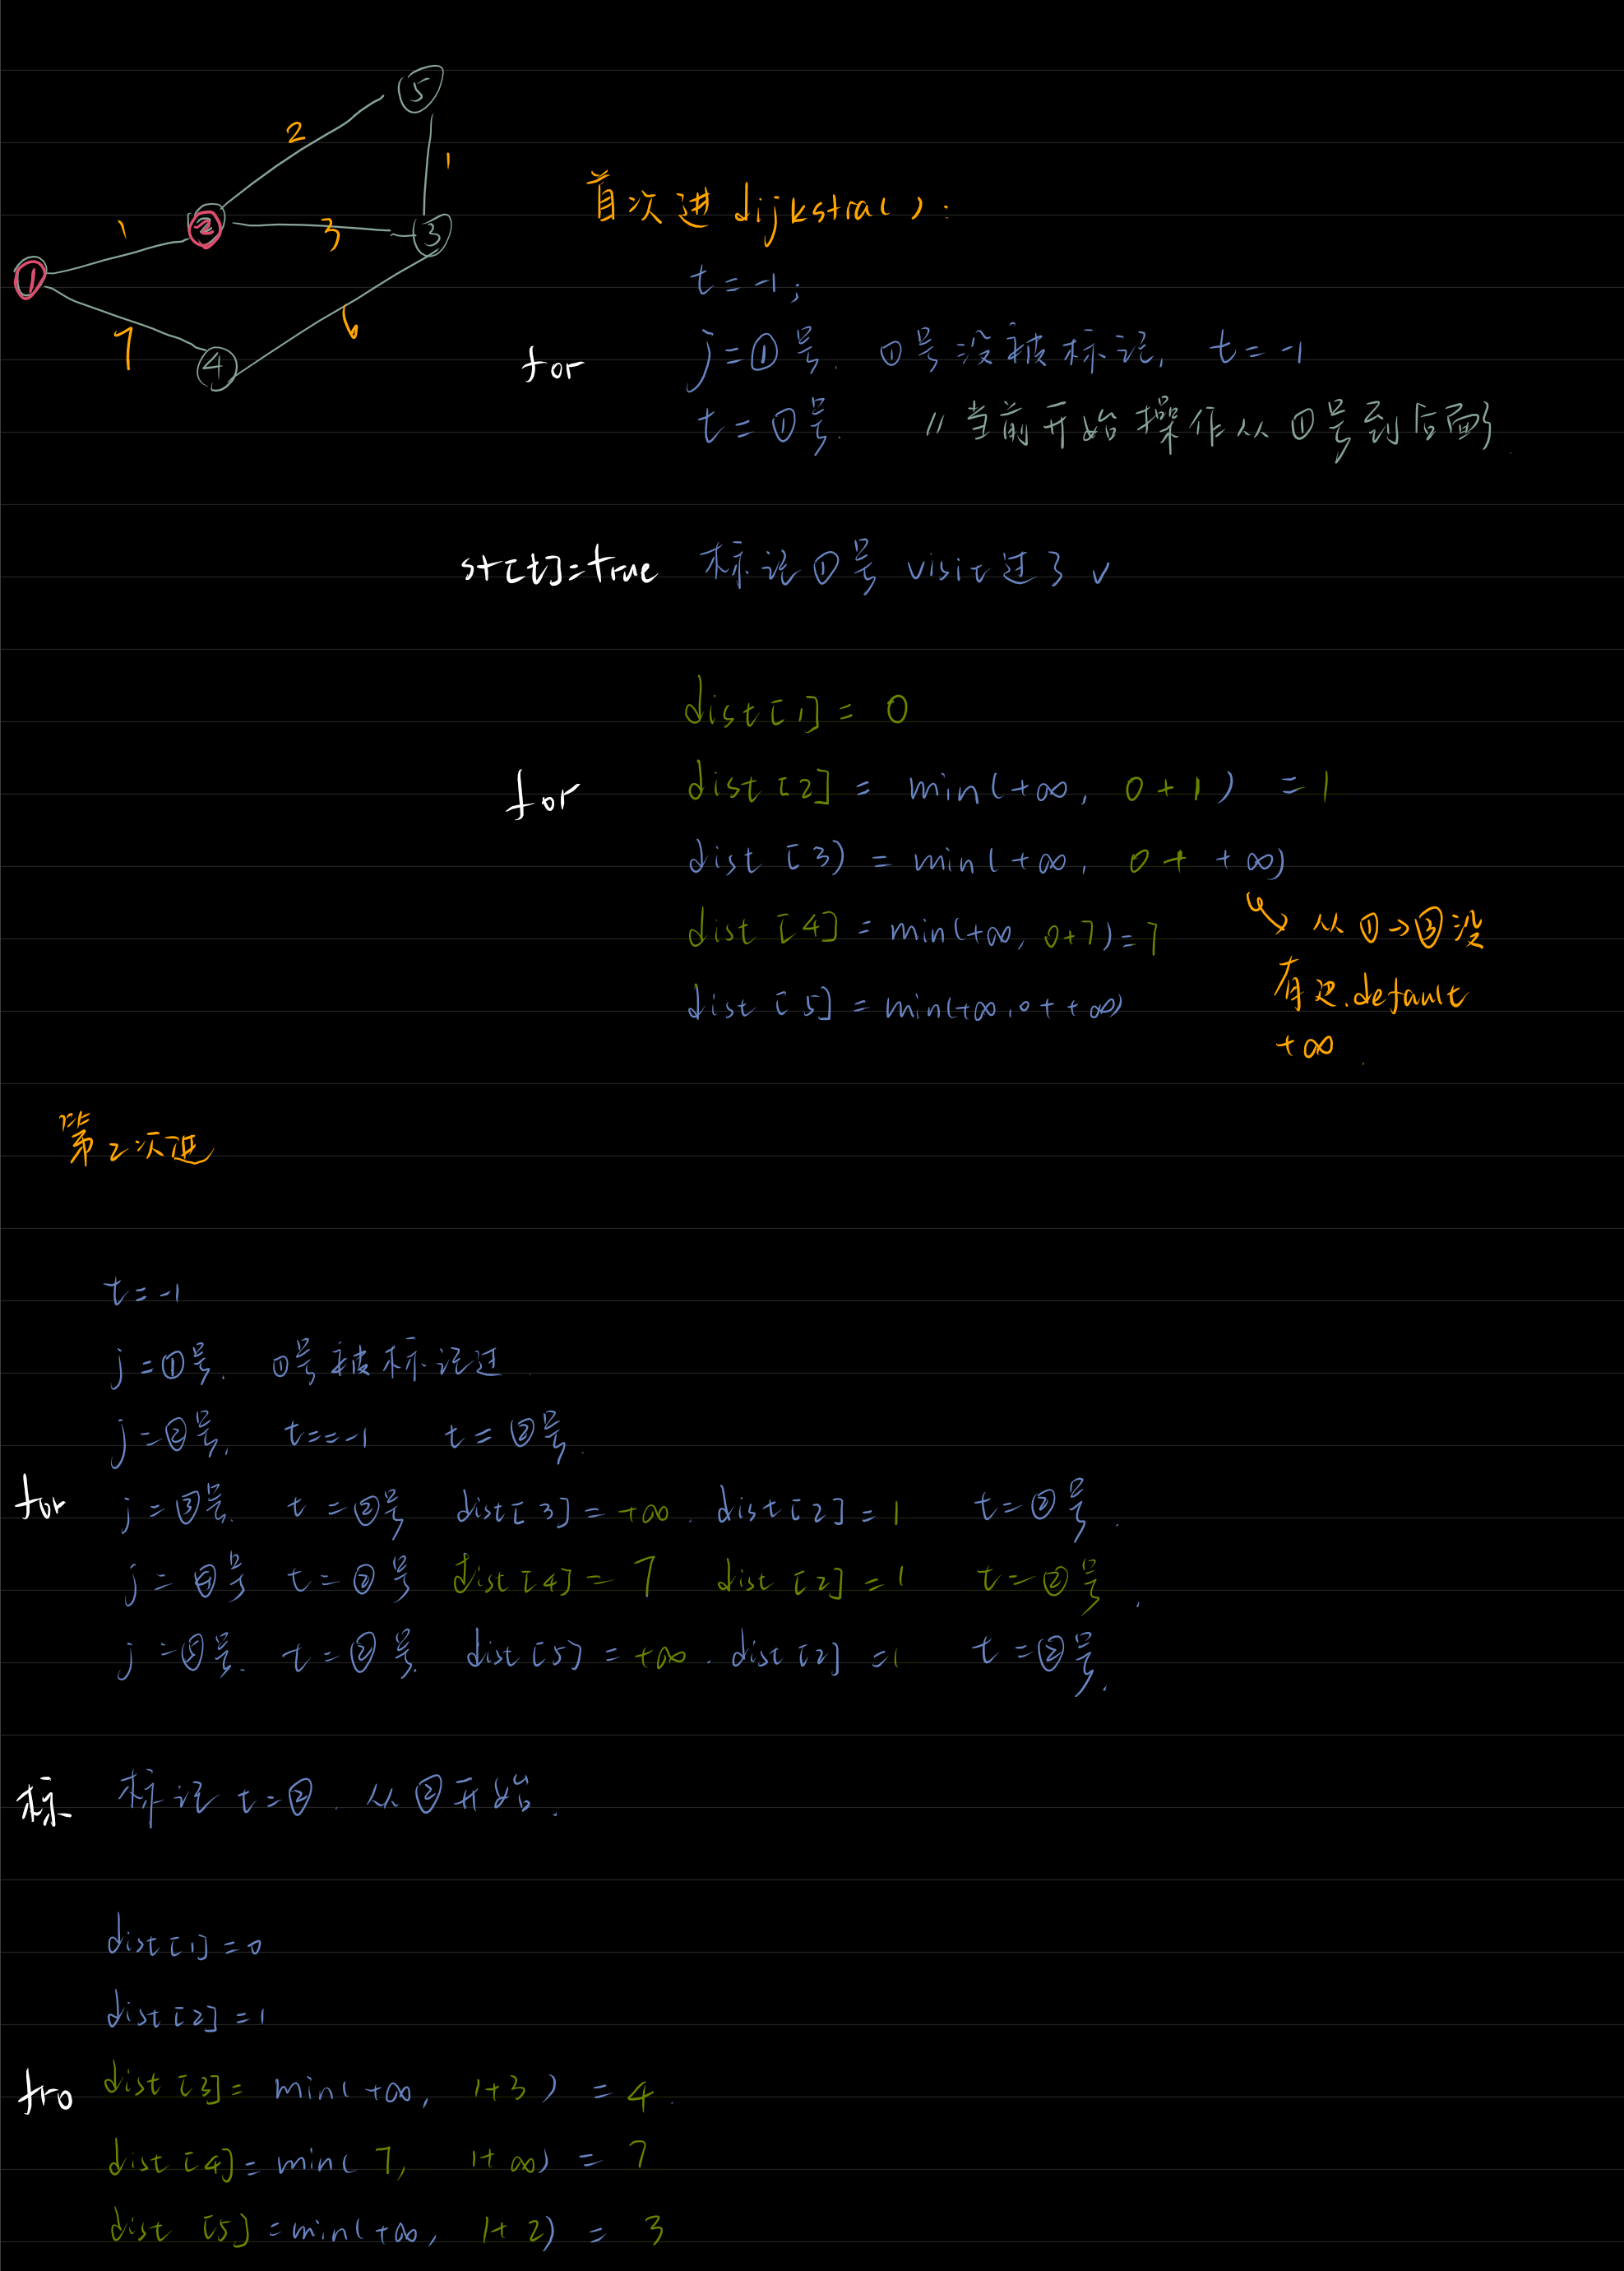 5
2
1
首次进 dijkstra():
1
②
3
3
①
t=-1;
7
6
for
j=①号. ①号没被标记, t=-1
4
t=①号. //当前开始操作从①号到后面
st[t]=true 标记①号 visit过了 √
dist[1]= 0
for
dist[2] = min(+∞, 0+1) =1
dist [3) = min(+∞, 0+ +∞)
dist [4] = min(+∞, 0+7)=7
从①→③没
有边.default
dist [5] = min(+∞,0+ +∞)
+∞.
第2次进
t=-1
j=①号. ①号被标记过
j=②号. t==-1 t=②号.
for j=③号. t=②号 dist[3]=+∞. dist[2]=1 t=②号.
j=④号 t=②号 dist[4]=7 dist[2]=1 t=②号.
j=⑤号. t=②号 dist[5)=+∞. dist[2]=1 t=②号.
标 标记t=②. 从②开始.
dist[1]=0
dist[2]=1
fro dist[3]= min(+∞, 1+3) =4.
dist[4]=min(7, 1+∞) = 7
dist [5]=min(+∞, 1+2) = 3